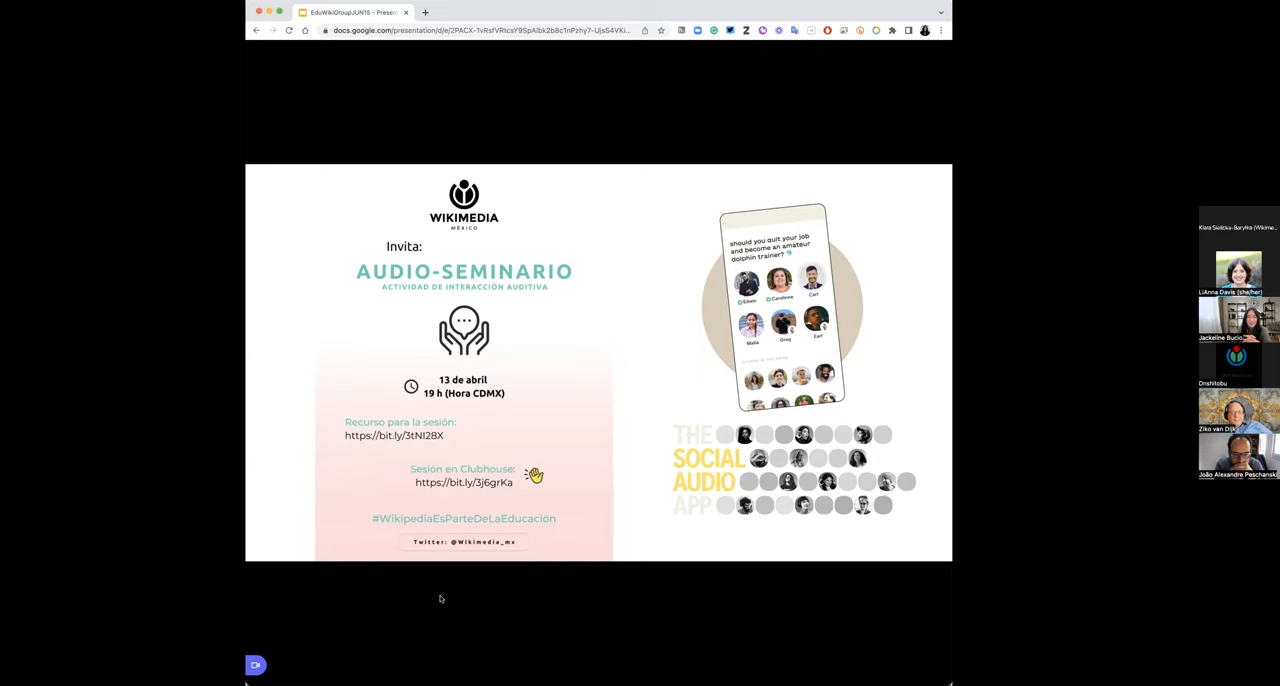 EduWikiGroupJUN15 - Presen
docs.google.com/presentation/d/e/2PACX-1vRsfVRtcsY9SpAlbk2b8c1nPzhy7-UjsS4VKi...
WIKIMEDIA
MÉXICO
Invita:
AUDIO-SEMINARIO
ACTIVIDAD DE INTERACCIÓN AUDITIVA
13 de abril
19 h (Hora CDMX)
Recurso para la sesión:
https://bit.ly/3tNI28X
Sesión en Clubhouse:
https://bit.ly/3j6grKa
#WikipediaEsParteDeLaEducación
Twitter: @Wikimedia_mx
should you quit your job
and become an amateur
dolphin trainer?
Edwin
Carolinne
Carl
Malia
Greg
Earl
THE
SOCIAL
AUDIO
APP
LiAnna Davis (she/her)
Jackeline Bucio...
Dnshitobu
Ziko van Dijk
João Alexandre Peschanski